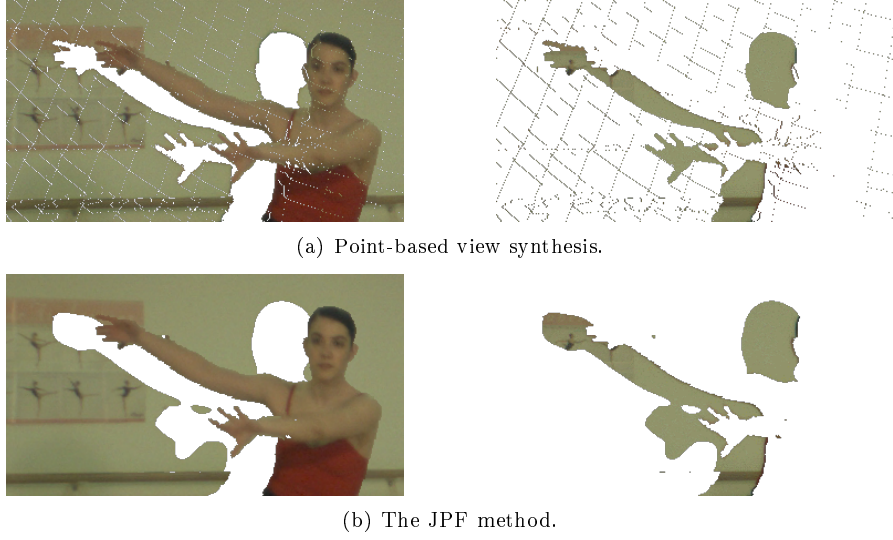 (a) Point-based view synthesis.
(b) The JPF method.